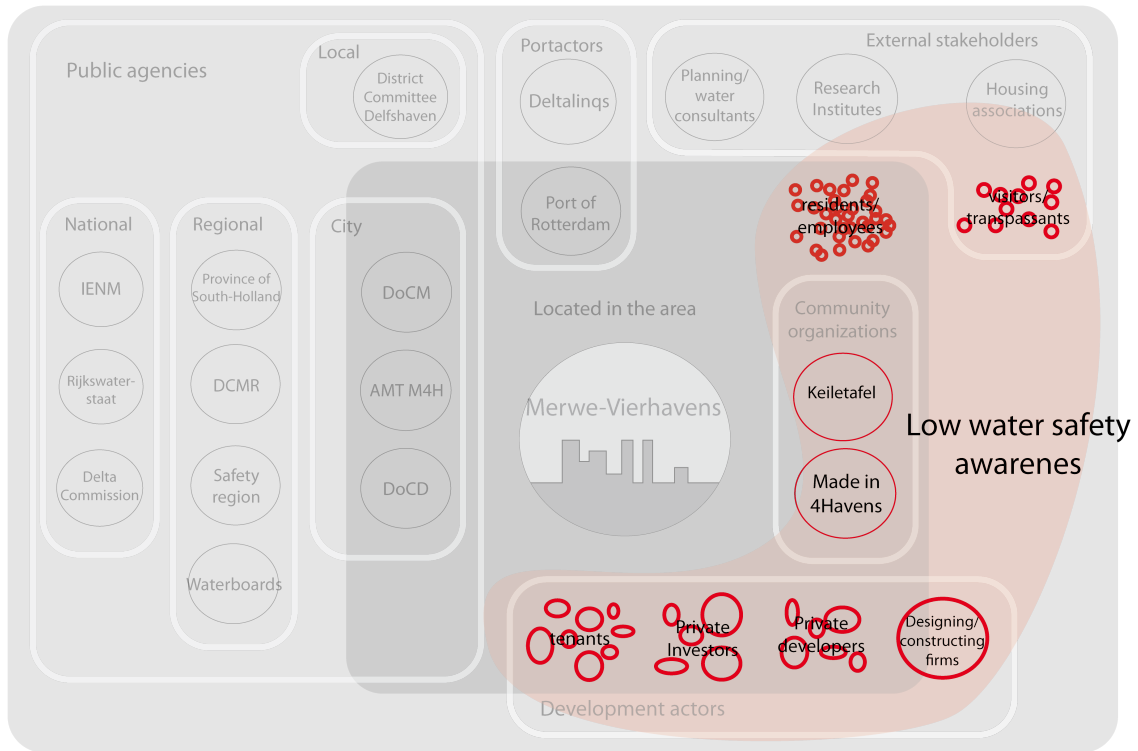 Public agencies
Local
District
Committee
Delfshaven
Portactors
Deltalinqs
Port of
Rotterdam
External stakeholders
Planning/
water
consultants
Research
Institutes
Housing
associations
residents/
employees
visitors/
transpassants
National
IENM
Rijkswater-
staat
Delta
Commission
Regional
Province of
South-Holland
DCMR
Safety
region
Waterboards
City
DoCM
AMT M4H
DoCD
Located in the area
Merwe-Vierhavens
Community
organizations
Keiletafel
Made in
4Havens
Low water safety
awarenes
tenants
Private
Investors
Private
developers
Designing/
constructing
firms
Development actors